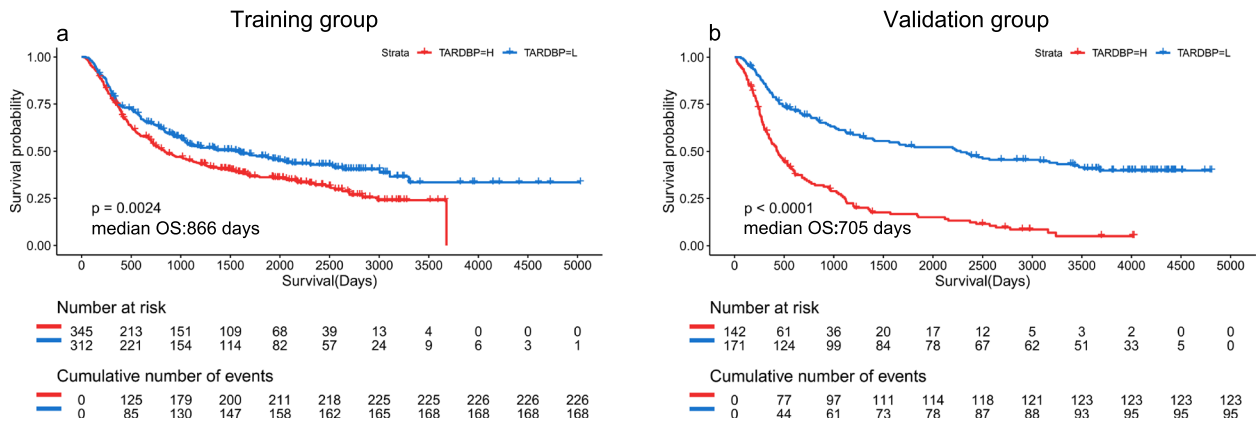 Training group
a
Strata TARDBP=H TARDBP=L
Survival probability
1.00
0.75
0.50
0.25
0.00
p = 0.0024
median OS:866 days
0 500 1000 1500 2000 2500 3000 3500 4000 4500 5000
Survival(Days)
Number at risk
345 213 151 109 68 39 13 4 0 0 0
312 221 154 114 82 57 24 9 6 3 1
Cumulative number of events
0 125 179 200 211 218 225 225 226 226 226
0 85 130 147 158 162 165 168 168 168 168
Validation group
b
Strata TARDBP=H TARDBP=L
Survival probability
1.00
0.75
0.50
0.25
0.00
p < 0.0001
median OS:705 days
0 500 1000 1500 2000 2500 3000 3500 4000 4500 5000
Survival(Days)
Number at risk
142 61 36 20 17 12 5 3 2 0 0
171 124 99 84 78 67 62 51 33 5 0
Cumulative number of events
0 77 97 111 114 118 121 123 123 123 123
0 44 61 73 78 87 88 93 95 95 95